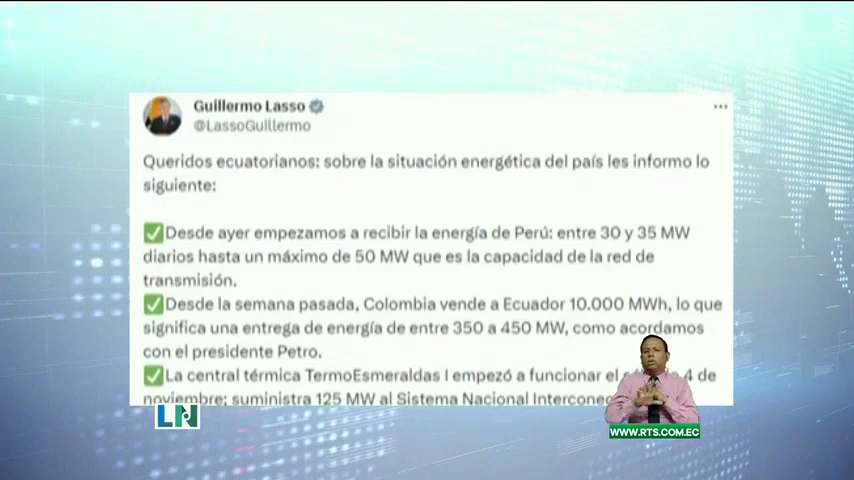 Guillermo Lasso
@LassoGuillermo
Queridos ecuatorianos: sobre la situación energética del país les informo lo
siguiente:
✅Desde ayer empezamos a recibir la energía de Perú: entre 30 y 35 MW
diarios hasta un máximo de 50 MW que es la capacidad de la red de
transmisión.
✅Desde la semana pasada, Colombia vende a Ecuador 10.000 MWh, lo que
significa una entrega de energía de entre 350 a 450 MW, como acordamos
con el presidente Petro.
✅La central térmica TermoEsmeraldas I empezó a funcionar el 4 de
noviembre; suministra 125 MW al Sistema Nacional
LN
WWW.RTS.COM.EC